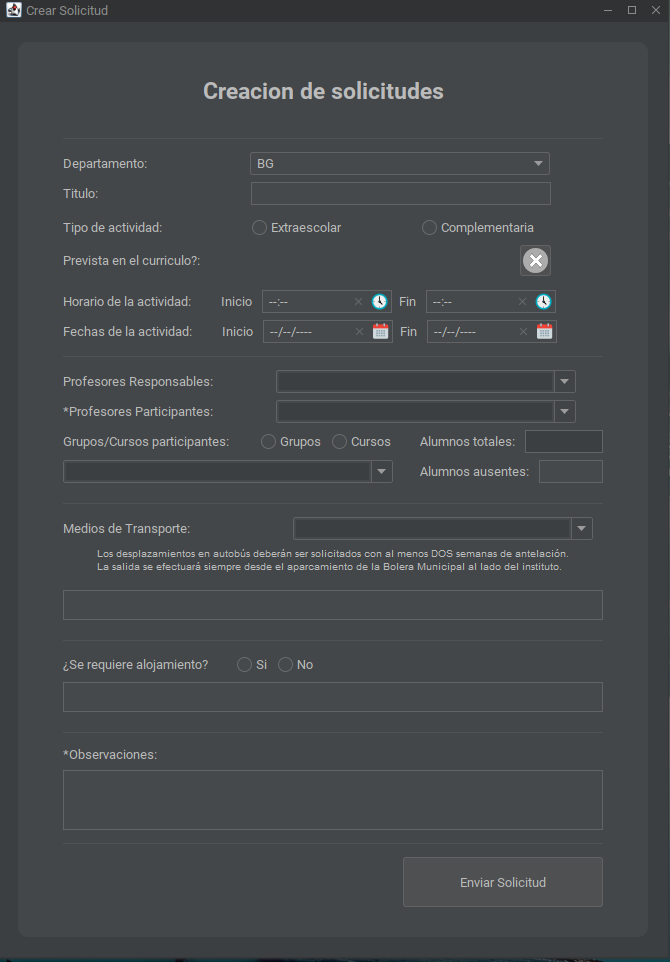 Crear Solicitud
Creacion de solicitudes
Departamento: BG
Titulo:
Tipo de actividad: Extraescolar Complementaria
Prevista en el curriculo?:
Horario de la actividad: Inicio --:-- Fin --:--
Fechas de la actividad: Inicio --/--/---- Fin --/--/----
Profesores Responsables:
*Profesores Participantes:
Grupos/Cursos participantes: Grupos Cursos Alumnos totales:
Alumnos ausentes:
Medios de Transporte:
Los desplazamientos en autobús deberán ser solicitados con al menos DOS semanas de antelación.
La salida se efectuará siempre desde el aparcamiento de la Bolera Municipal al lado del instituto.
¿Se requiere alojamiento? Si No
*Observaciones:
Enviar Solicitud